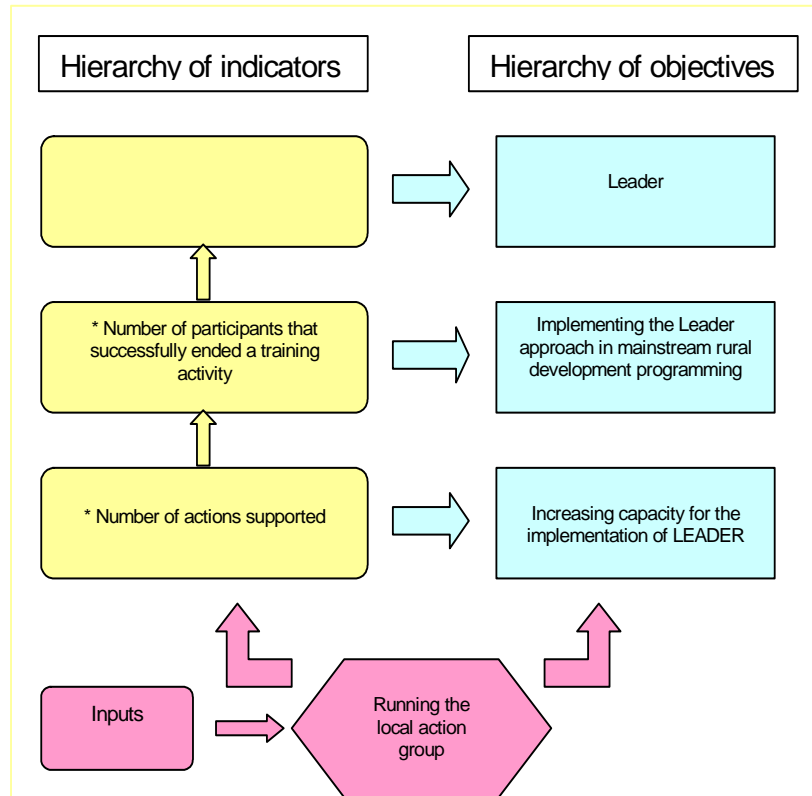 Hierarchy of indicators
Hierarchy of objectives
Leader
* Number of participants that
successfully ended a training
activity
Implementing the Leader
approach in mainstream rural
development programming
* Number of actions supported
Increasing capacity for the
implementation of LEADER
Inputs
Running the
local action
group